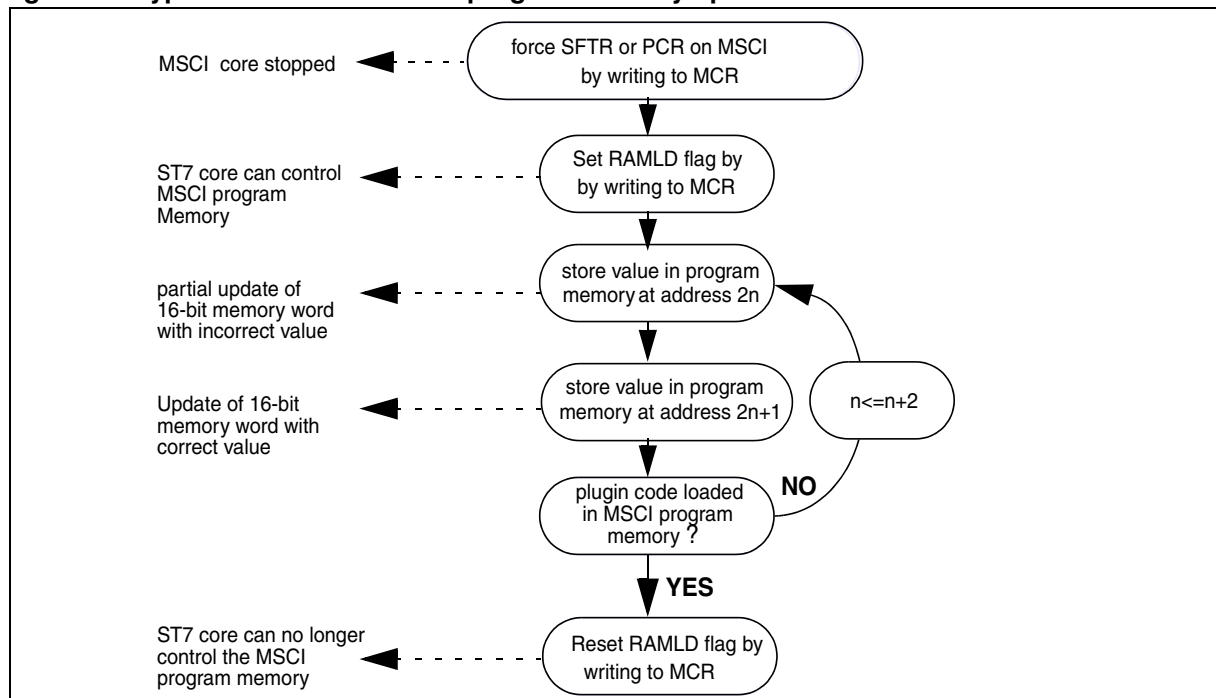 force SFTR or PCR on MSCI
by writing to MCR
MSCI core stopped
Set RAMLD flag by
by writing to MCR
ST7 core can control
MSCI program
Memory
store value in program
memory at address 2n
partial update of
16-bit memory word
with incorrect value
store value in program
memory at address 2n+1
n<=n+2
Update of 16-bit
memory word with
correct value
plugin code loaded
in MSCI program
memory ?
NO
YES
ST7 core can no longer
control the MSCI
program memory
Reset RAMLD flag by
writing to MCR